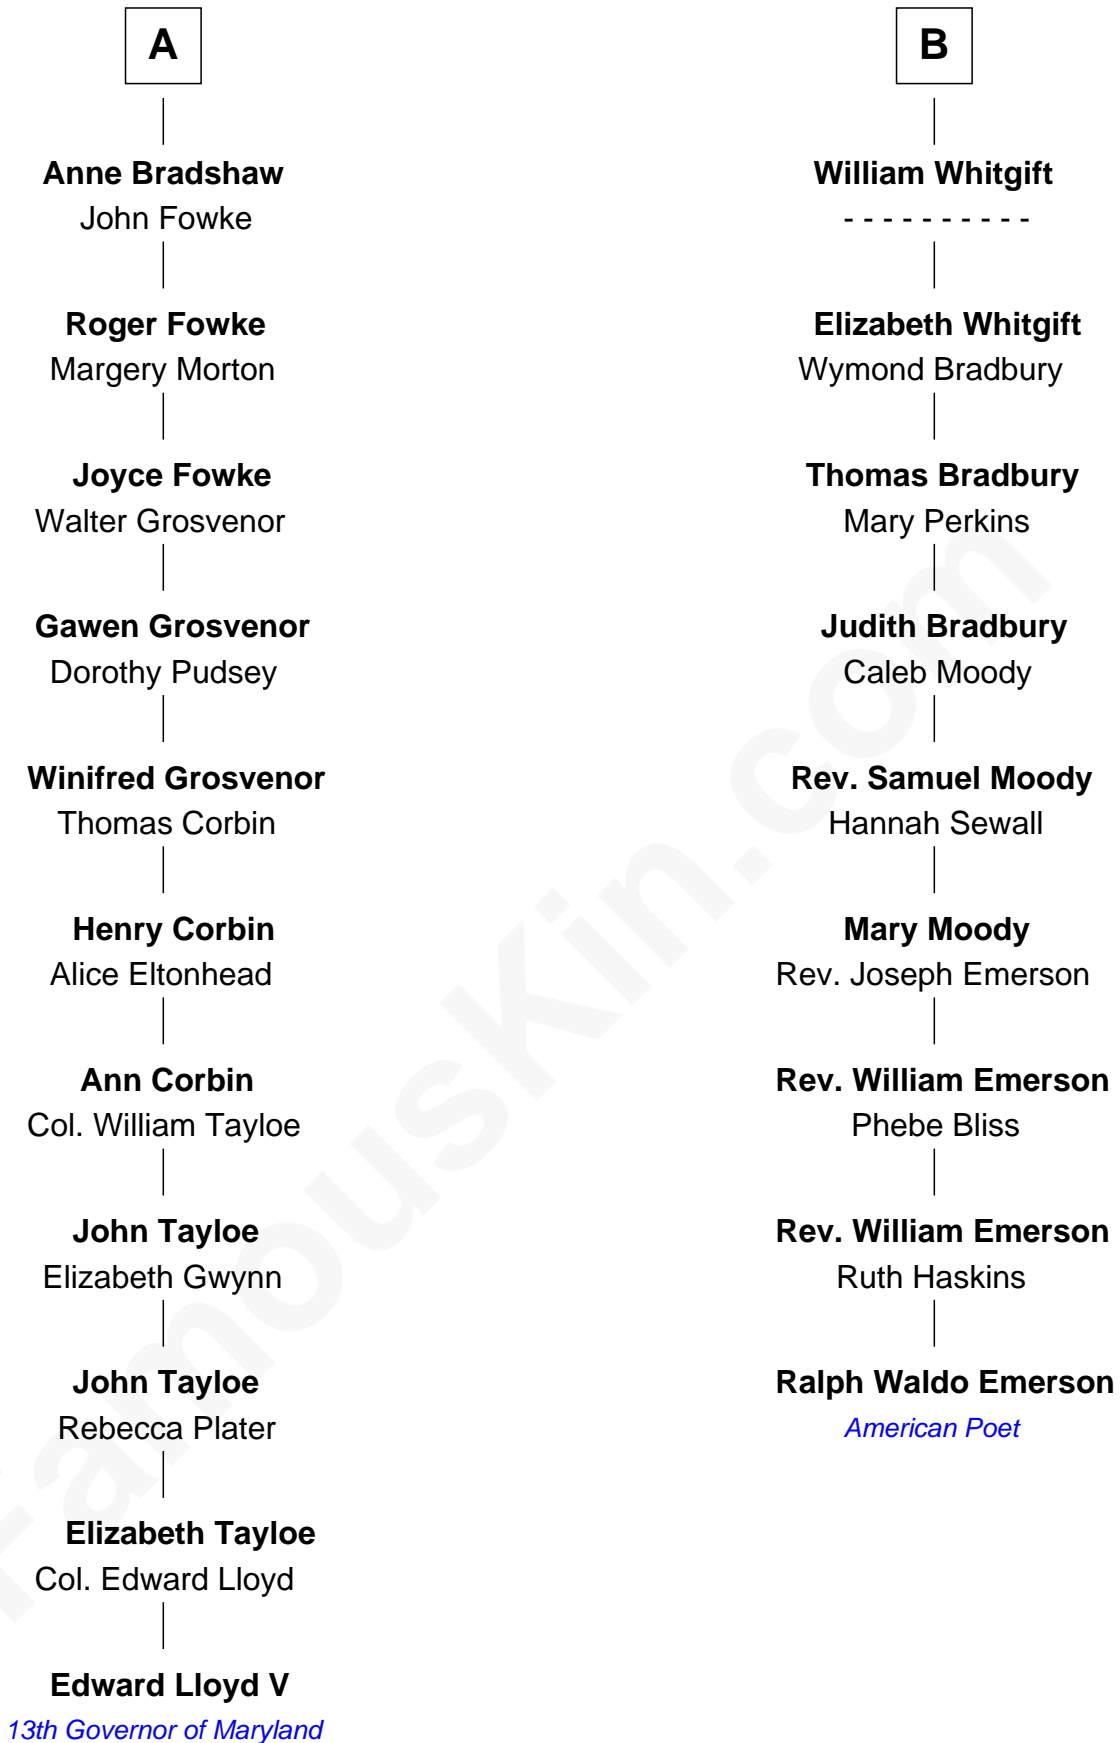 A
Anne Bradshaw
John Fowke
Roger Fowke
Margery Morton
Joyce Fowke
Walter Grosvenor
Gawen Grosvenor
Dorothy Pudsey
Winifred Grosvenor
Thomas Corbin
Henry Corbin
Alice Eltonhead
Ann Corbin
Col. William Tayloe
John Tayloe
Elizabeth Gwynn
John Tayloe
Rebecca Plater
Elizabeth Tayloe
Col. Edward Lloyd
Edward Lloyd V
13th Governor of Maryland
B
William Whitgift
- - - - - - - - - -
Elizabeth Whitgift
Wymond Bradbury
Thomas Bradbury
Mary Perkins
Judith Bradbury
Caleb Moody
Rev. Samuel Moody
Hannah Sewall
Mary Moody
Rev. Joseph Emerson
Rev. William Emerson
Phebe Bliss
Rev. William Emerson
Ruth Haskins
Ralph Waldo Emerson
American Poet
FamousKin.com